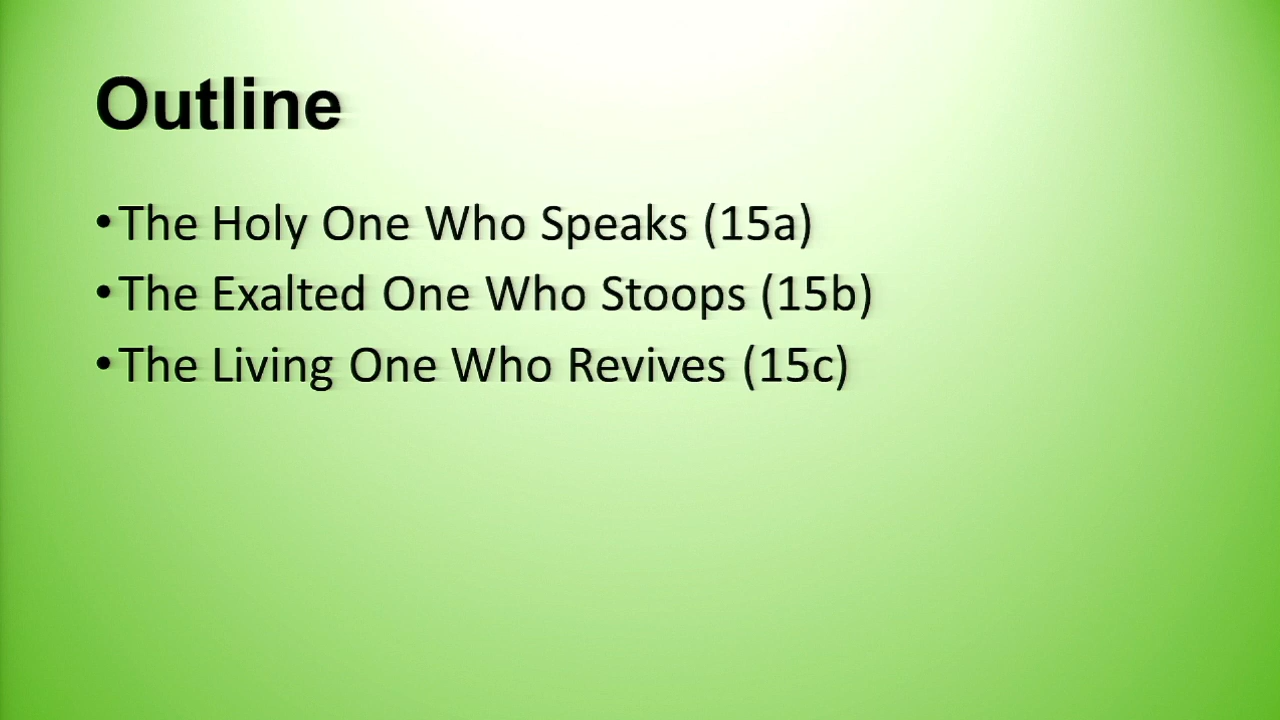 Outline
•The Holy One Who Speaks (15a)
•The Exalted One Who Stoops (15b)
•The Living One Who Revives (15c)